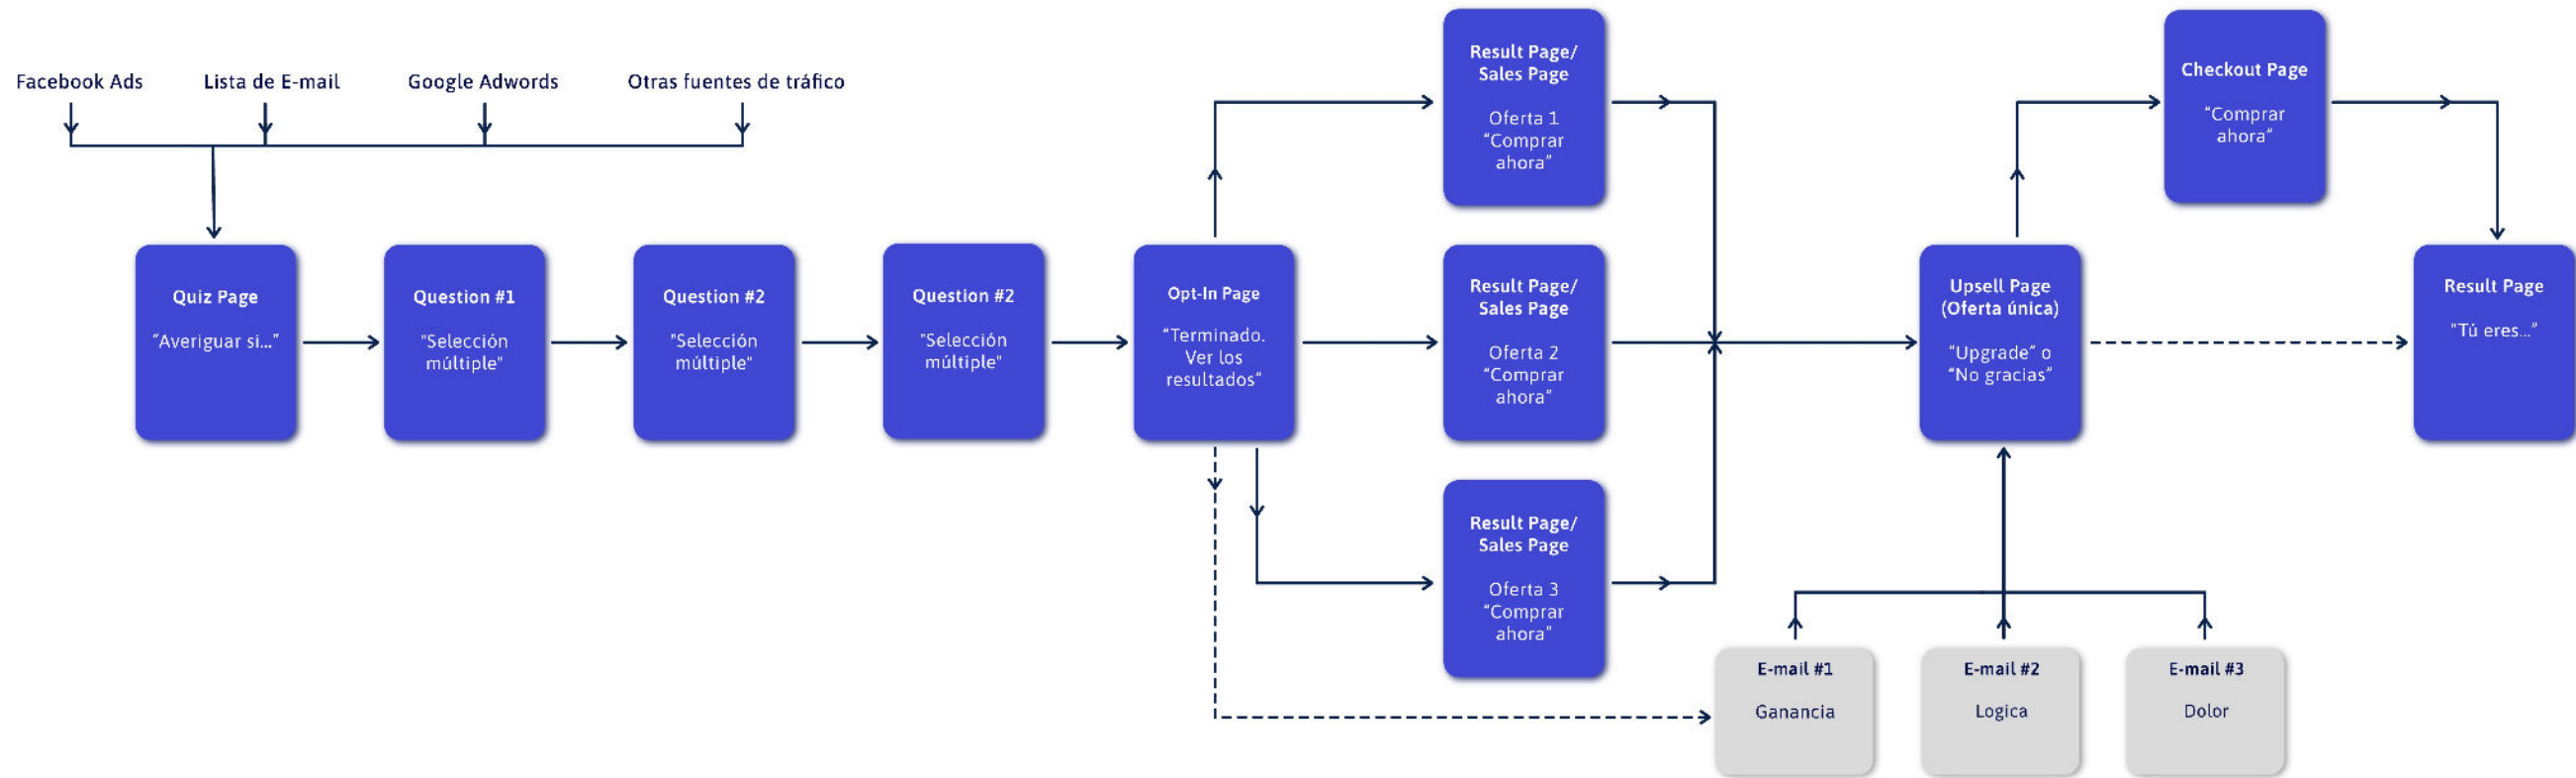 Facebook Ads
Lista de E-mail
Google Adwords
Otras fuentes de tráfico
Quiz Page
“Averiguar si...”
Question #1
"Selección
múltiple"
Question #2
"Selección
múltiple"
Question #2
"Selección
múltiple"
Opt-In Page
“Terminado.
Ver los
resultados“
Result Page/
Sales Page
Oferta 1
“Comprar
ahora”
Result Page/
Sales Page
Oferta 2
“Comprar
ahora”
Result Page/
Sales Page
Oferta 3
“Comprar
ahora”
Upsell Page
(Oferta única)
“Upgrade” o
“No gracias”
Checkout Page
“Comprar
ahora”
Result Page
"Tú eres...”
E-mail #1
Ganancia
E-mail #2
Logica
E-mail #3
Dolor